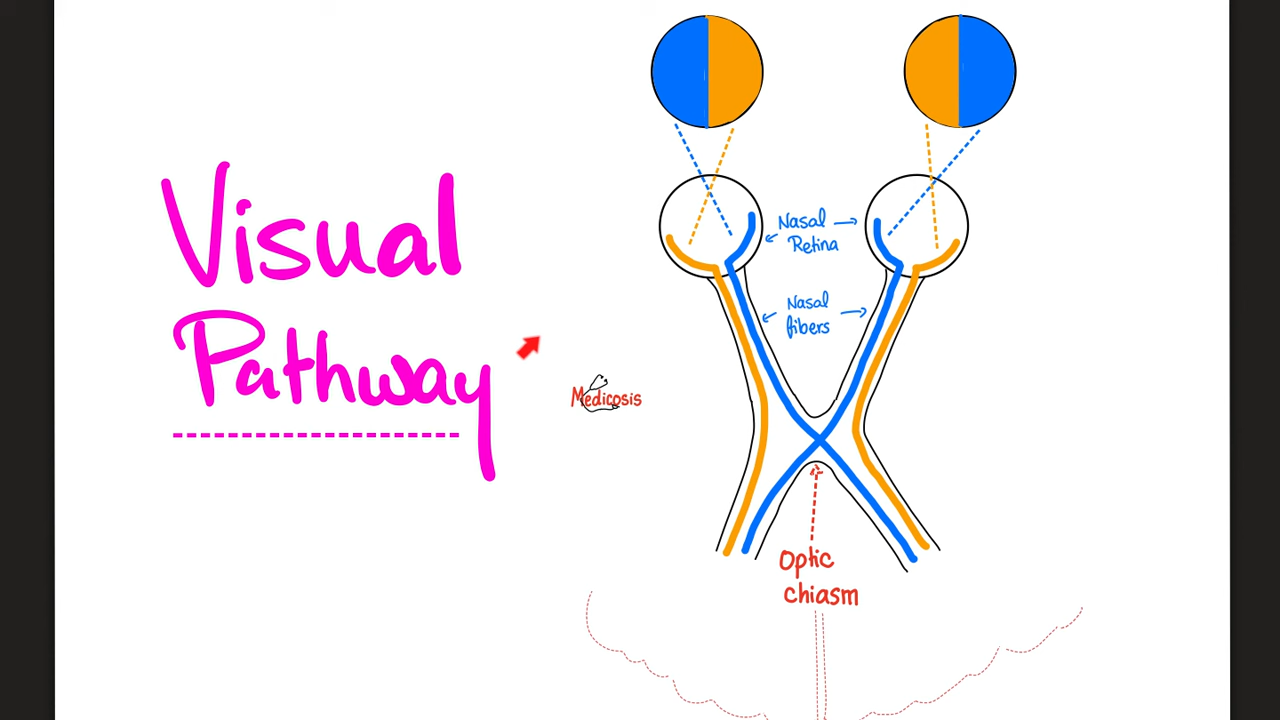 Visual
Pathway
Nasal
Retina
Nasal
fibers
Medicosis
Optic
chiasm